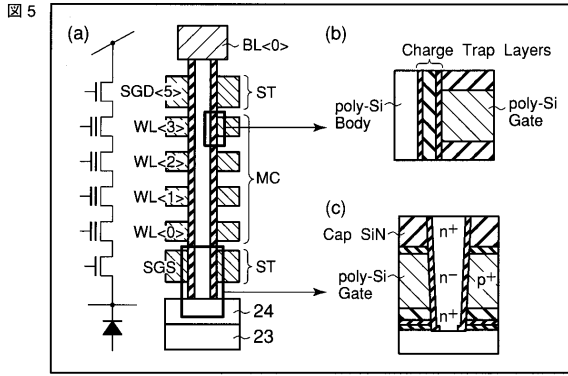 図 5
(a)
BL<0>
SGD<5>
ST
WL<3>
WL<2>
MC
WL<1>
WL<0>
SGS
ST
24
23
(b)
Charge Trap Layers
poly-Si
Body
poly-Si
Gate
(c)
Cap SiN
n+
poly-Si
Gate
n−
p+
n+